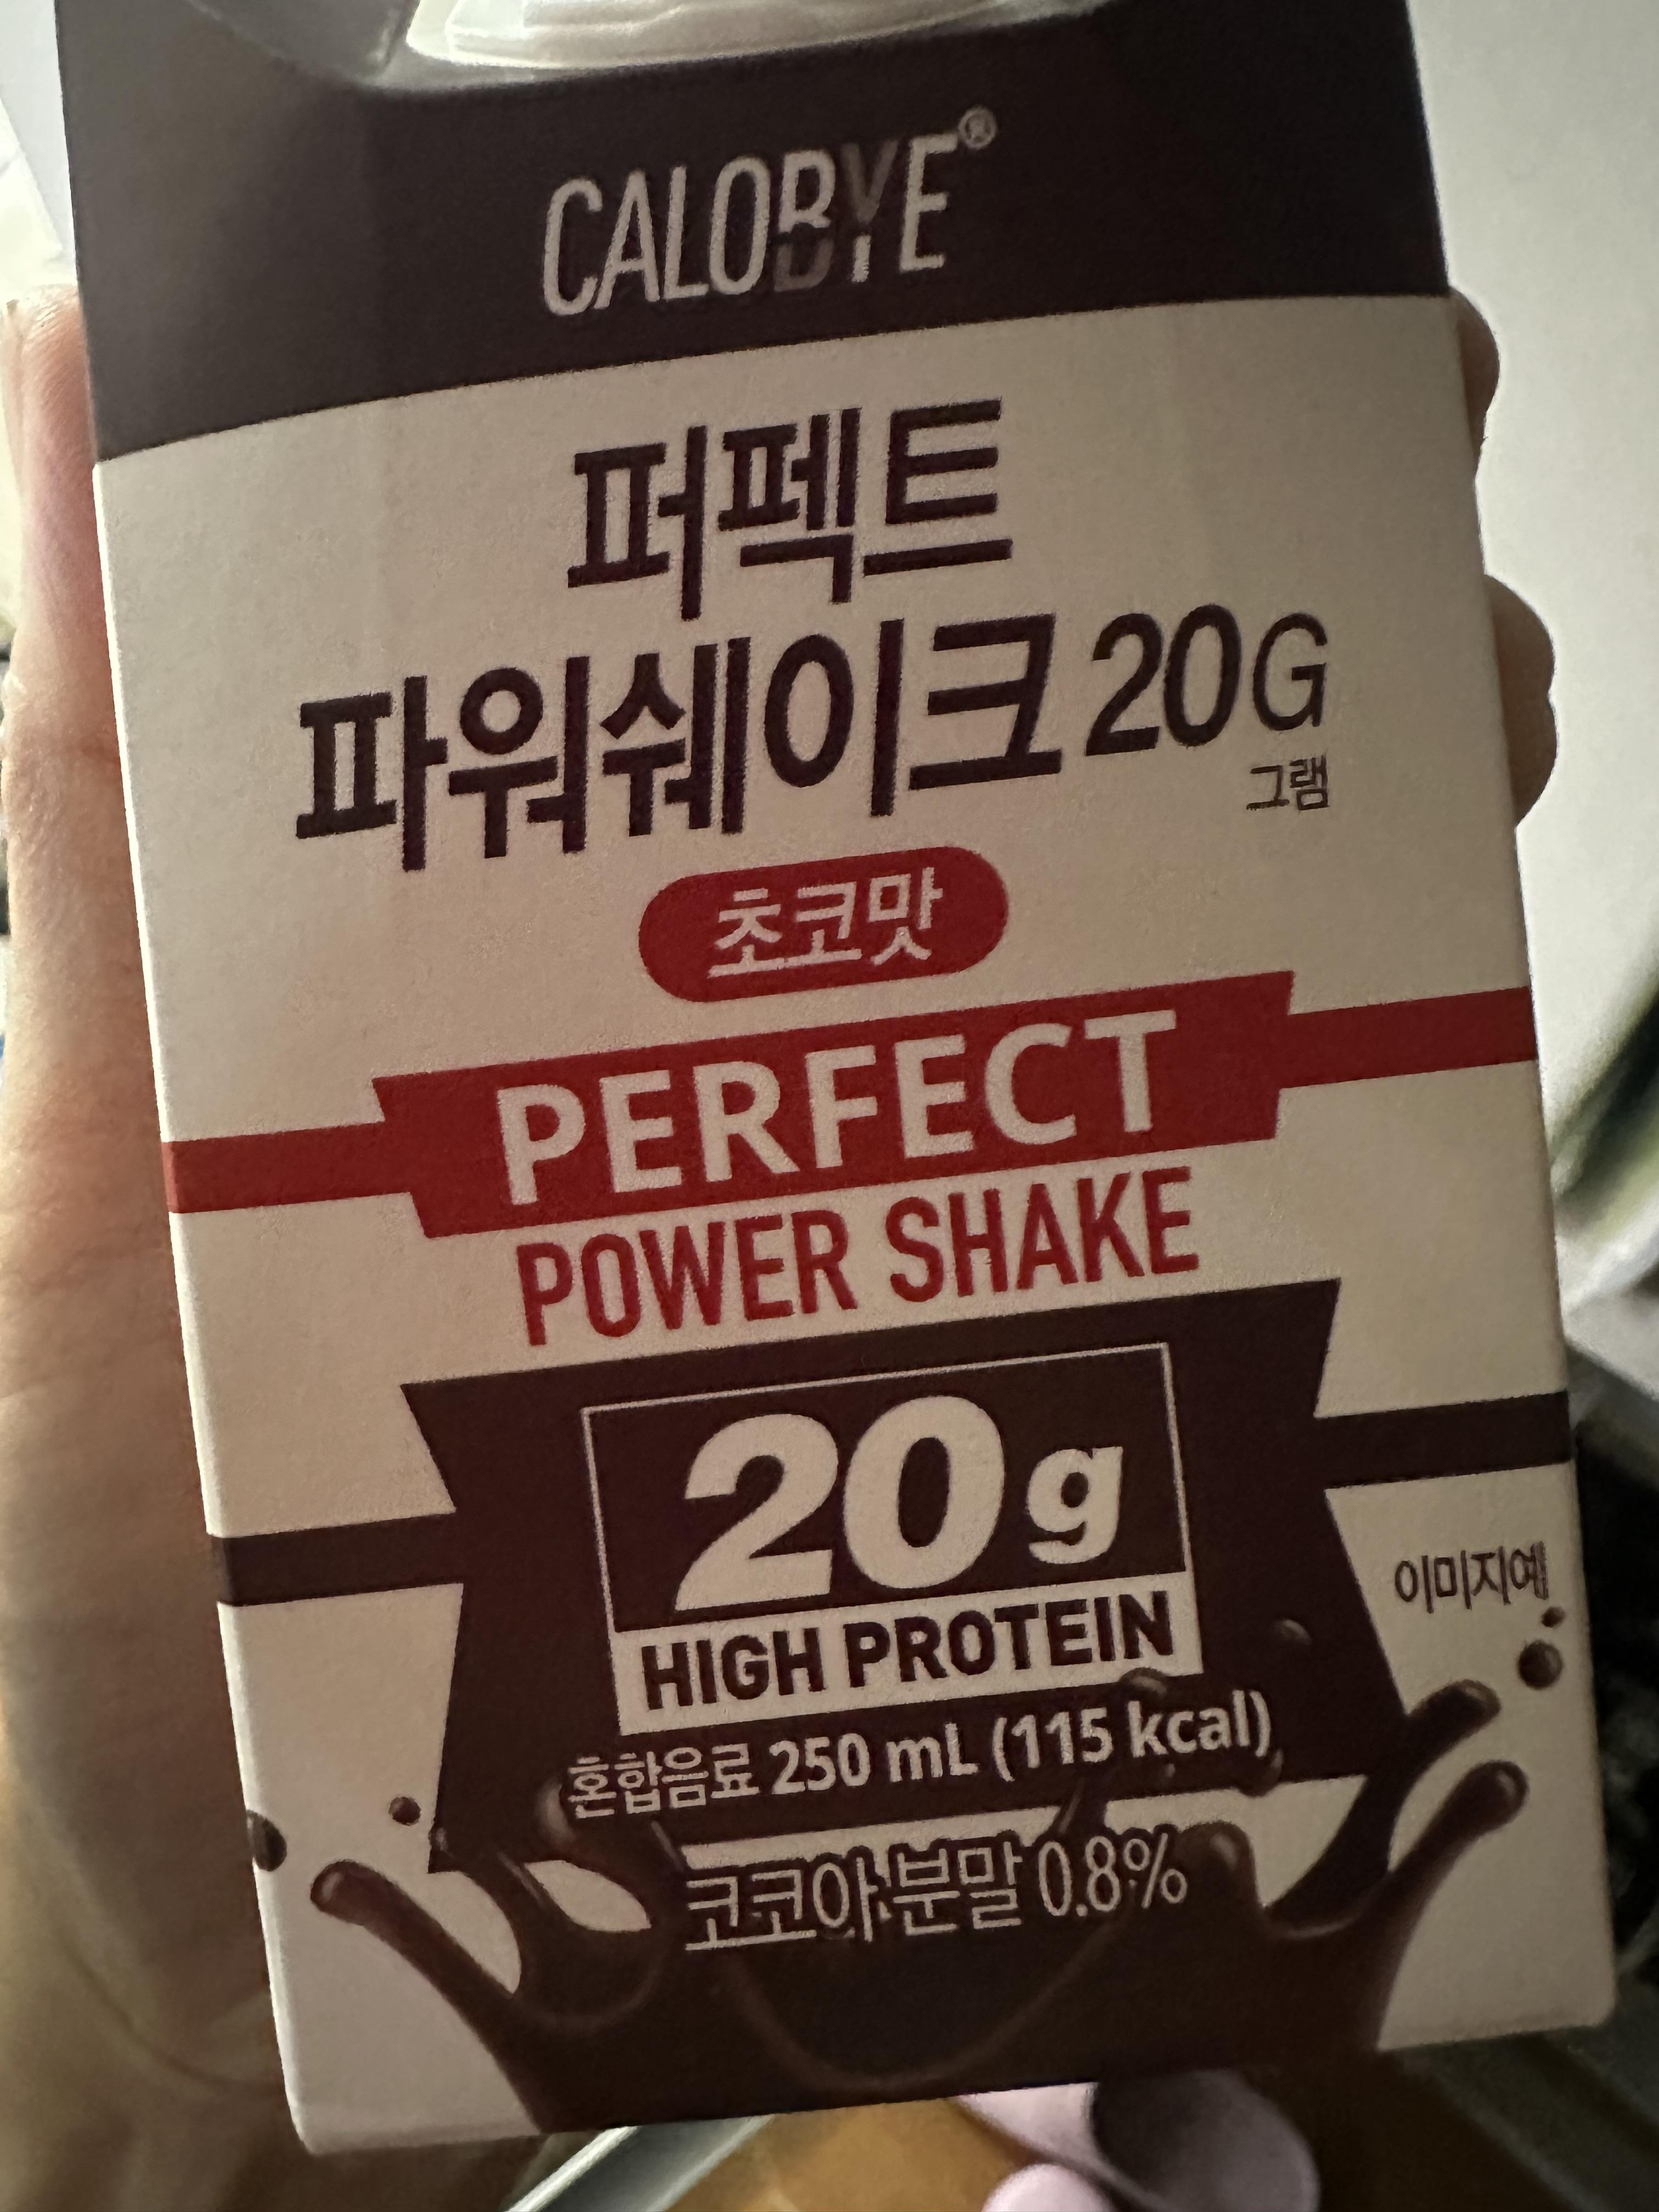 CALOBYE®
퍼펙트
파워쉐이크 20G
그램
초코맛
PERFECT
POWER SHAKE
20g
HIGH PROTEIN
이미지예
혼합음료 250 mL (115 kcal)
코코아분말 0.8%